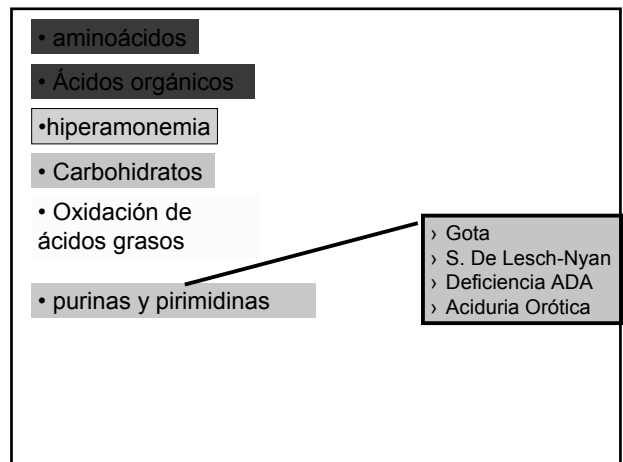 • aminoácidos
• Ácidos orgánicos
•hiperamonemia
• Carbohidratos
• Oxidación de
ácidos grasos
• purinas y pirimidinas
› Gota
› S. De Lesch-Nyan
› Deficiencia ADA
› Aciduria Orótica